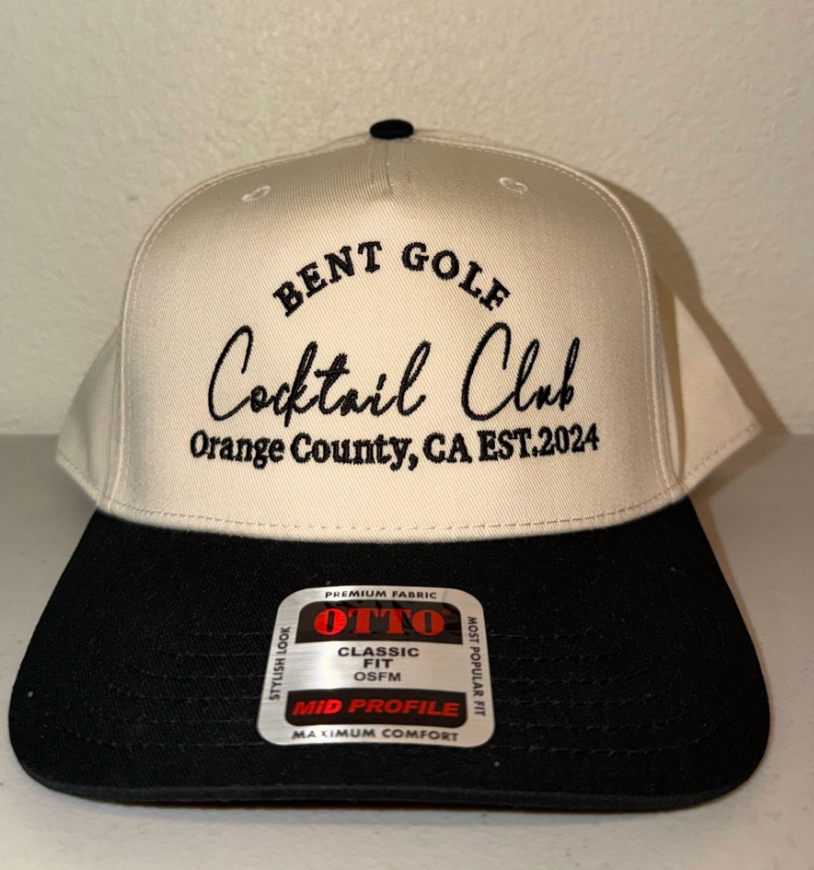 BENT GOLF
Cocktail Club
Orange County, CA EST.2024
PREMIUM FABRIC
OTTO
STYLISH LOOK
CLASSIC
FIT
OSFM
MOST POPULAR FIT
MID PROFILE
MAXIMUM COMFORT